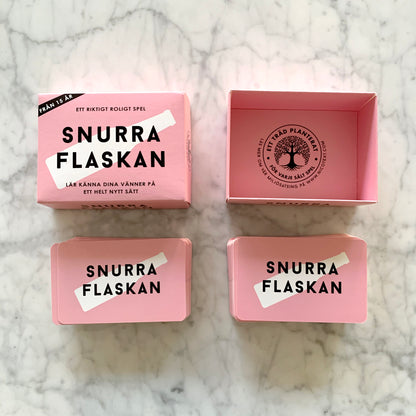 FRÅN 15 ÅR
ETT RIKTIGT ROLIGT SPEL
SNURRA
FLASKAN
LÄR KÄNNA DINA VÄNNER PÅ
ETT HELT NYTT SÄTT
ETT TRÄD PLANTERAT
FÖR VARJE SÅLT SPEL
SNURRA
FLASKAN
SNURRA
FLASKAN